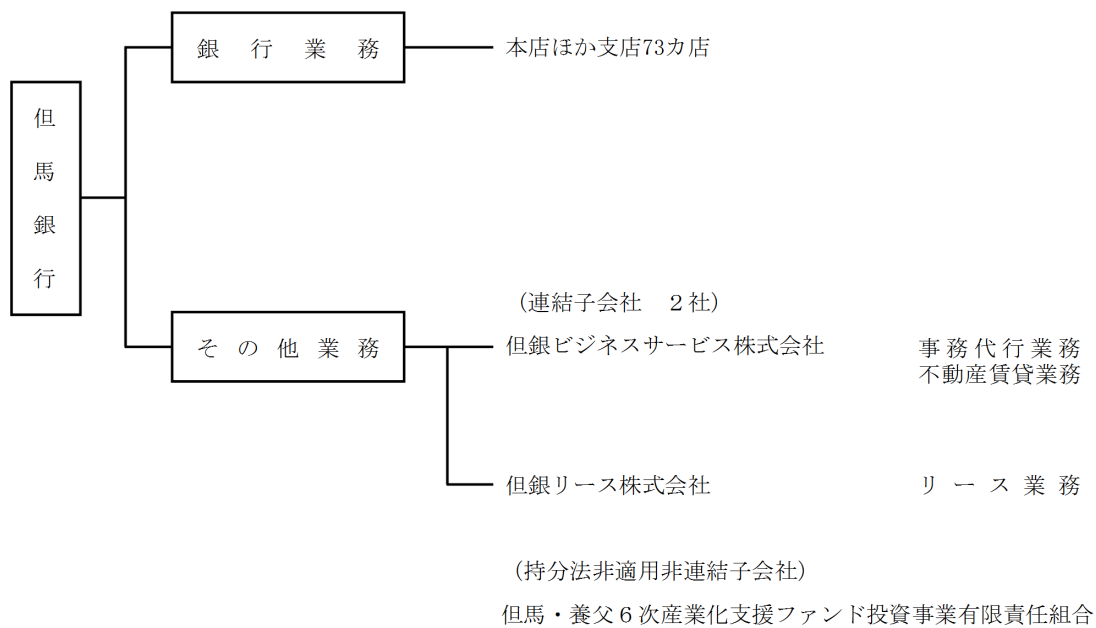 銀行業務
本店ほか支店73カ店
但馬銀行
（連結子会社　２社）
その他業務
但銀ビジネスサービス株式会社
事務代行業務
不動産賃貸業務
但銀リース株式会社
リース業務
（持分法非適用非連結子会社）
但馬・養父６次産業化支援ファンド投資事業有限責任組合